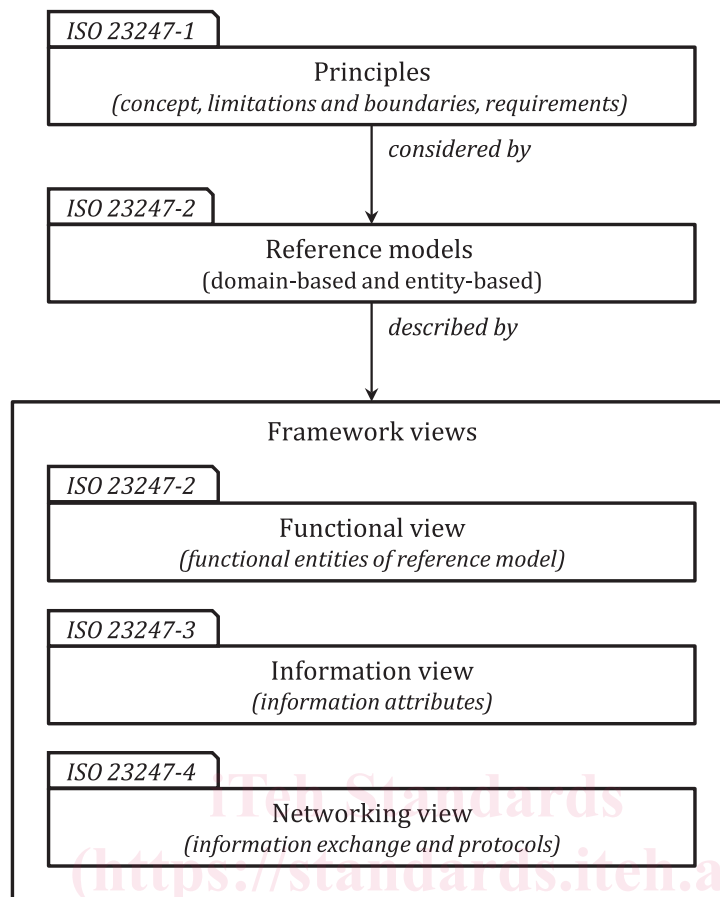 ISO 23247-1
Principles
(concept, limitations and boundaries, requirements)
considered by
ISO 23247-2
Reference models
(domain-based and entity-based)
described by
Framework views
ISO 23247-2
Functional view
(functional entities of reference model)
ISO 23247-3
Information view
(information attributes)
ISO 23247-4
iTeh Standards
Networking view
(information exchange and protocols)
(https://standards.iteh.a